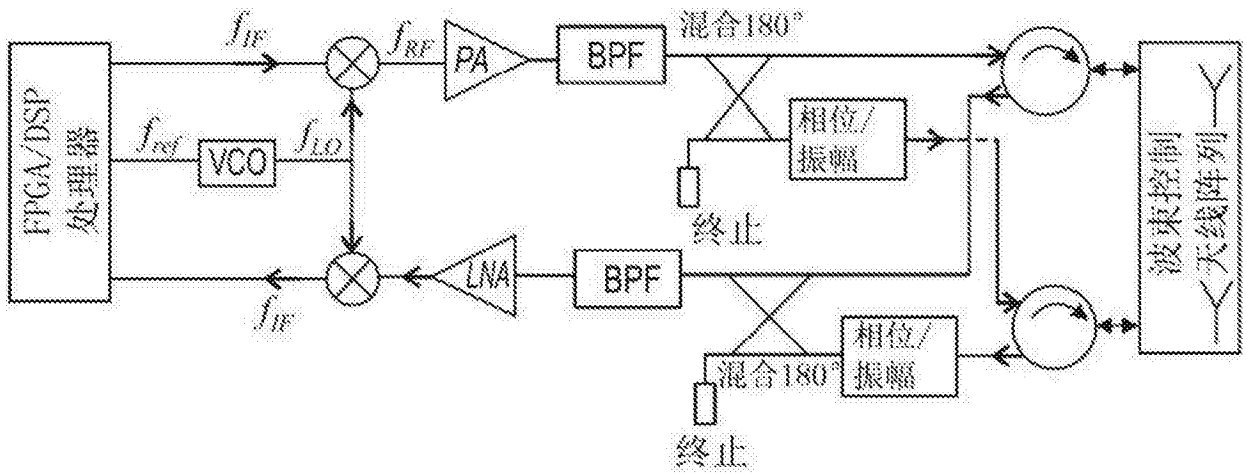 混合180°
f_IF
f_RF
PA
BPF
FPGA/DSP
处理器
f_ref
VCO
f_LO
相位/
振幅
终止
波束控制
天线阵列
f_IF
LNA
BPF
混合180°
相位/
振幅
终止